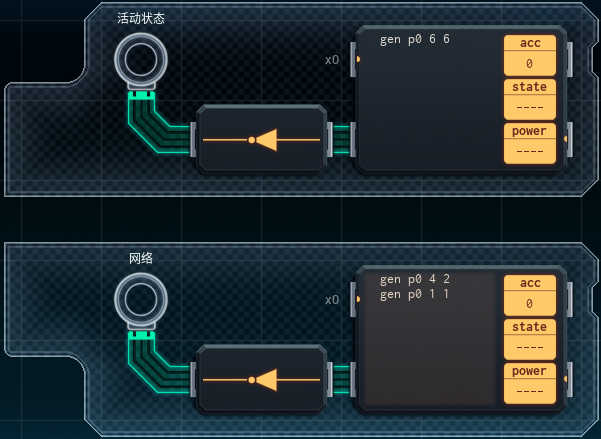 活动状态
x0
gen p0 6 6
acc
0
state
----
power
----
网络
x0
gen p0 4 2
gen p0 1 1
acc
0
state
----
power
----